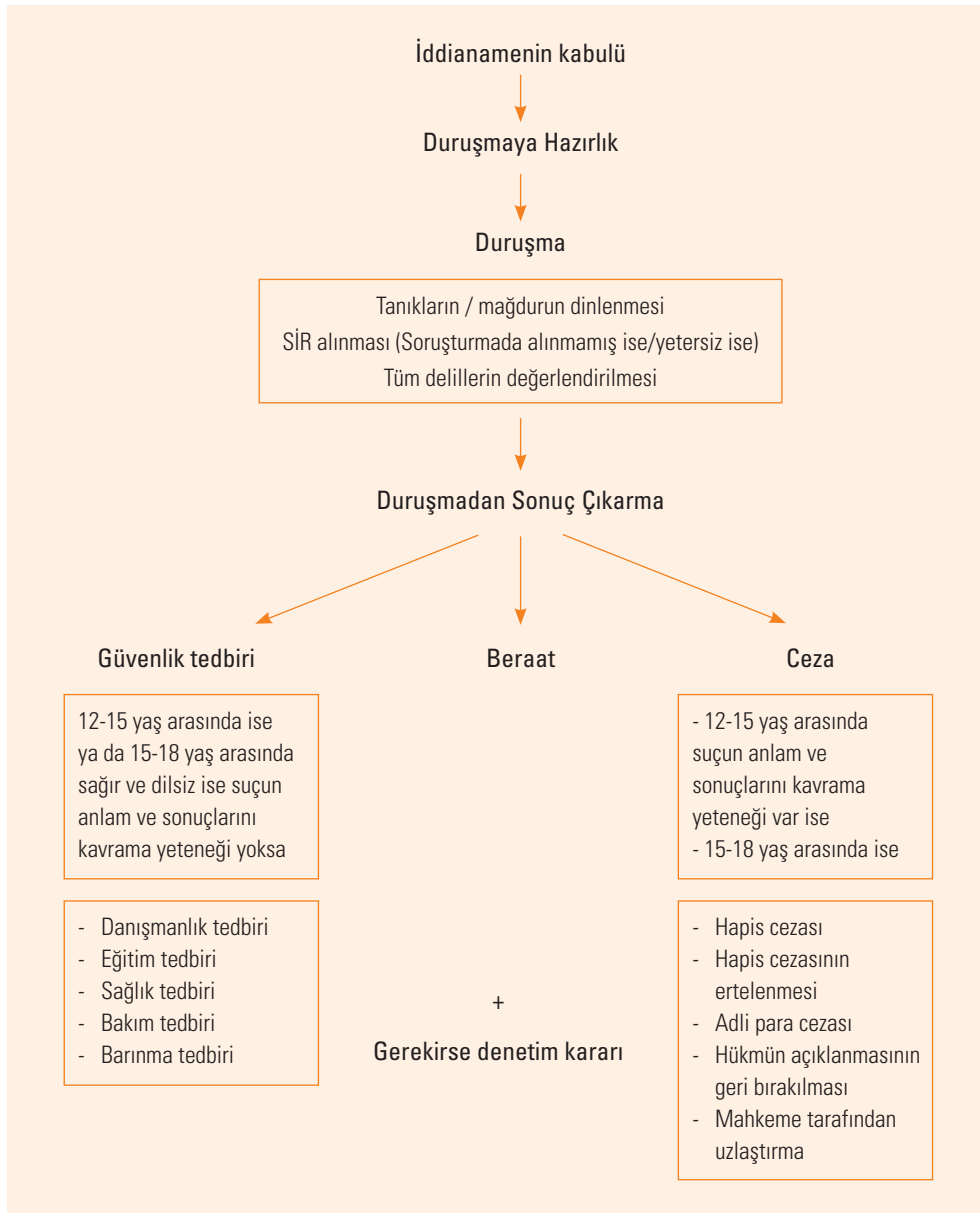 İddianamenin kabulü
Duruşmaya Hazırlık
Duruşma
Tanıkların / mağdurun dinlenmesi
SİR alınması (Soruşturmada alınmamış ise/yetersiz ise)
Tüm delillerin değerlendirilmesi
Duruşmadan Sonuç Çıkarma
Güvenlik tedbiri
12-15 yaş arasında ise
ya da 15-18 yaş arasında
sağır ve dilsiz ise suçun
anlam ve sonuçlarını
kavrama yeteneği yoksa
- Danışmanlık tedbiri
- Eğitim tedbiri
- Sağlık tedbiri
- Bakım tedbiri
- Barınma tedbiri
Beraat
+
Gerekirse denetim kararı
Ceza
- 12-15 yaş arasında
suçun anlam ve
sonuçlarını kavrama
yeteneği var ise
- 15-18 yaş arasında ise
- Hapis cezası
- Hapis cezasının
ertelenmesi
- Adli para cezası
- Hükmün açıklanmasının
geri bırakılması
- Mahkeme tarafından
uzlaştırma